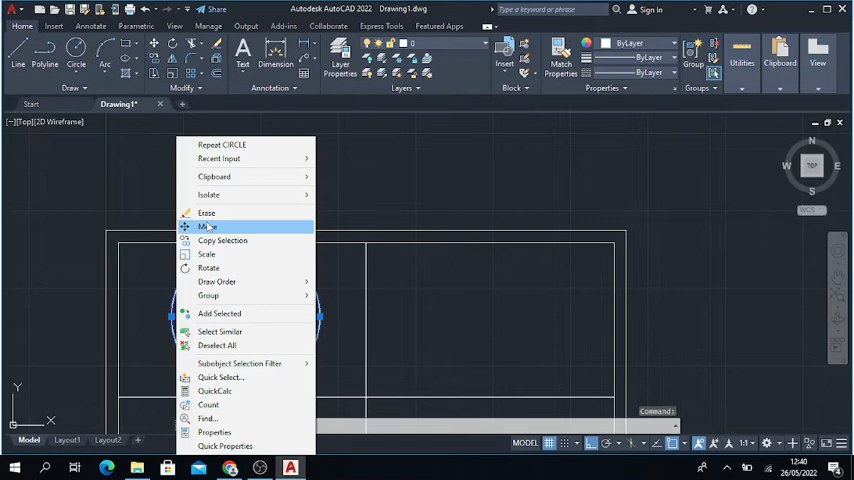 A Share Autodesk AutoCAD 2022 Drawing1.dwg Type a keyword or phrase Sign In
Home Insert Annotate Parametric View Manage Output Add-ins Collaborate Express Tools Featured Apps
Line Polyline Circle Arc Text Dimension Layer Properties 0 Insert Match Properties ByLayer ByLayer ByLayer Group Utilities Clipboard View
Draw Modify Annotation Layers Block Properties Groups
Start Drawing1* +
[−][Top][2D Wireframe]
N
W TOP E
S
WCS
Repeat CIRCLE
Recent Input
Clipboard
Isolate
Erase
Copy Selection
Scale
Rotate
Draw Order
Group
Add Selected
Select Similar
Deselect All
Subobject Selection Filter
Quick Select...
QuickCalc
Count
Find...
Properties
Quick Properties
Y
X
Command:
Model Layout1 Layout2 + MODEL 1:1
12:40
26/05/2022